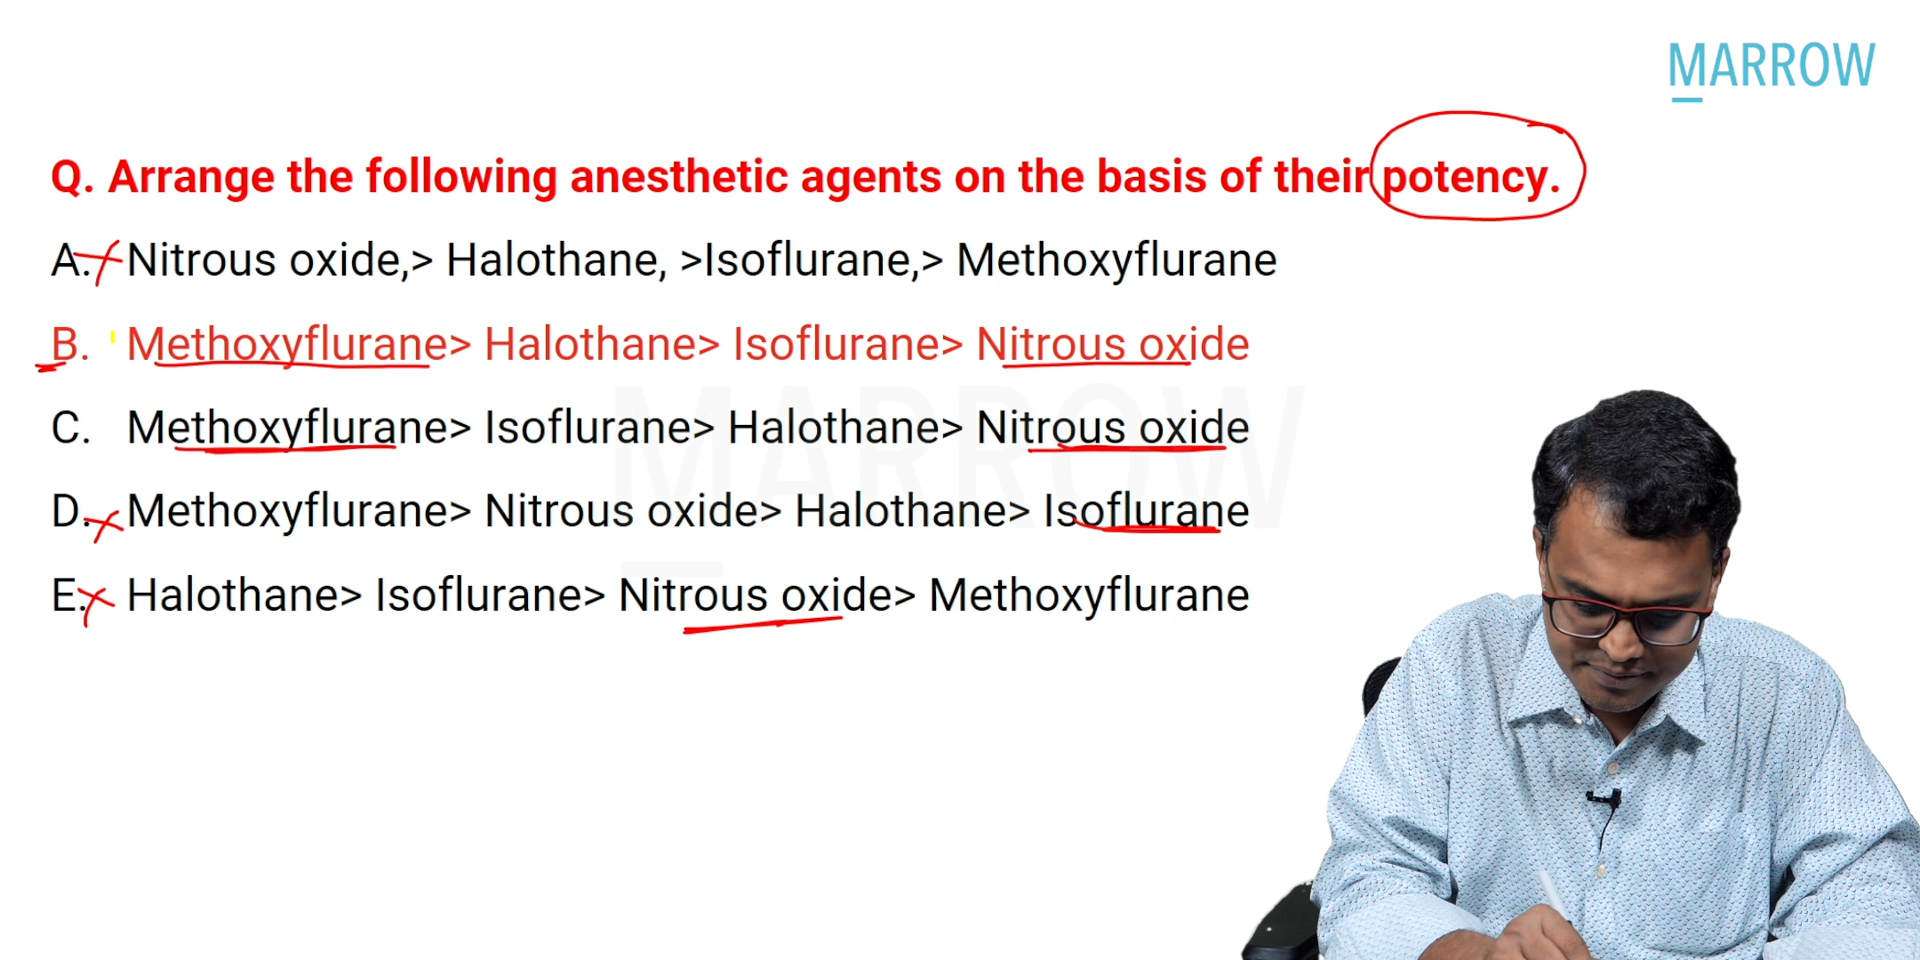 MARROW
Q. Arrange the following anesthetic agents on the basis of their potency.
A. Nitrous oxide,> Halothane, >Isoflurane,> Methoxyflurane
B. Methoxyflurane> Halothane> Isoflurane> Nitrous oxide
C. Methoxyflurane> Isoflurane> Halothane> Nitrous oxide
MARROW
D. Methoxyflurane> Nitrous oxide> Halothane> Isoflurane
E. Halothane> Isoflurane> Nitrous oxide> Methoxyflurane